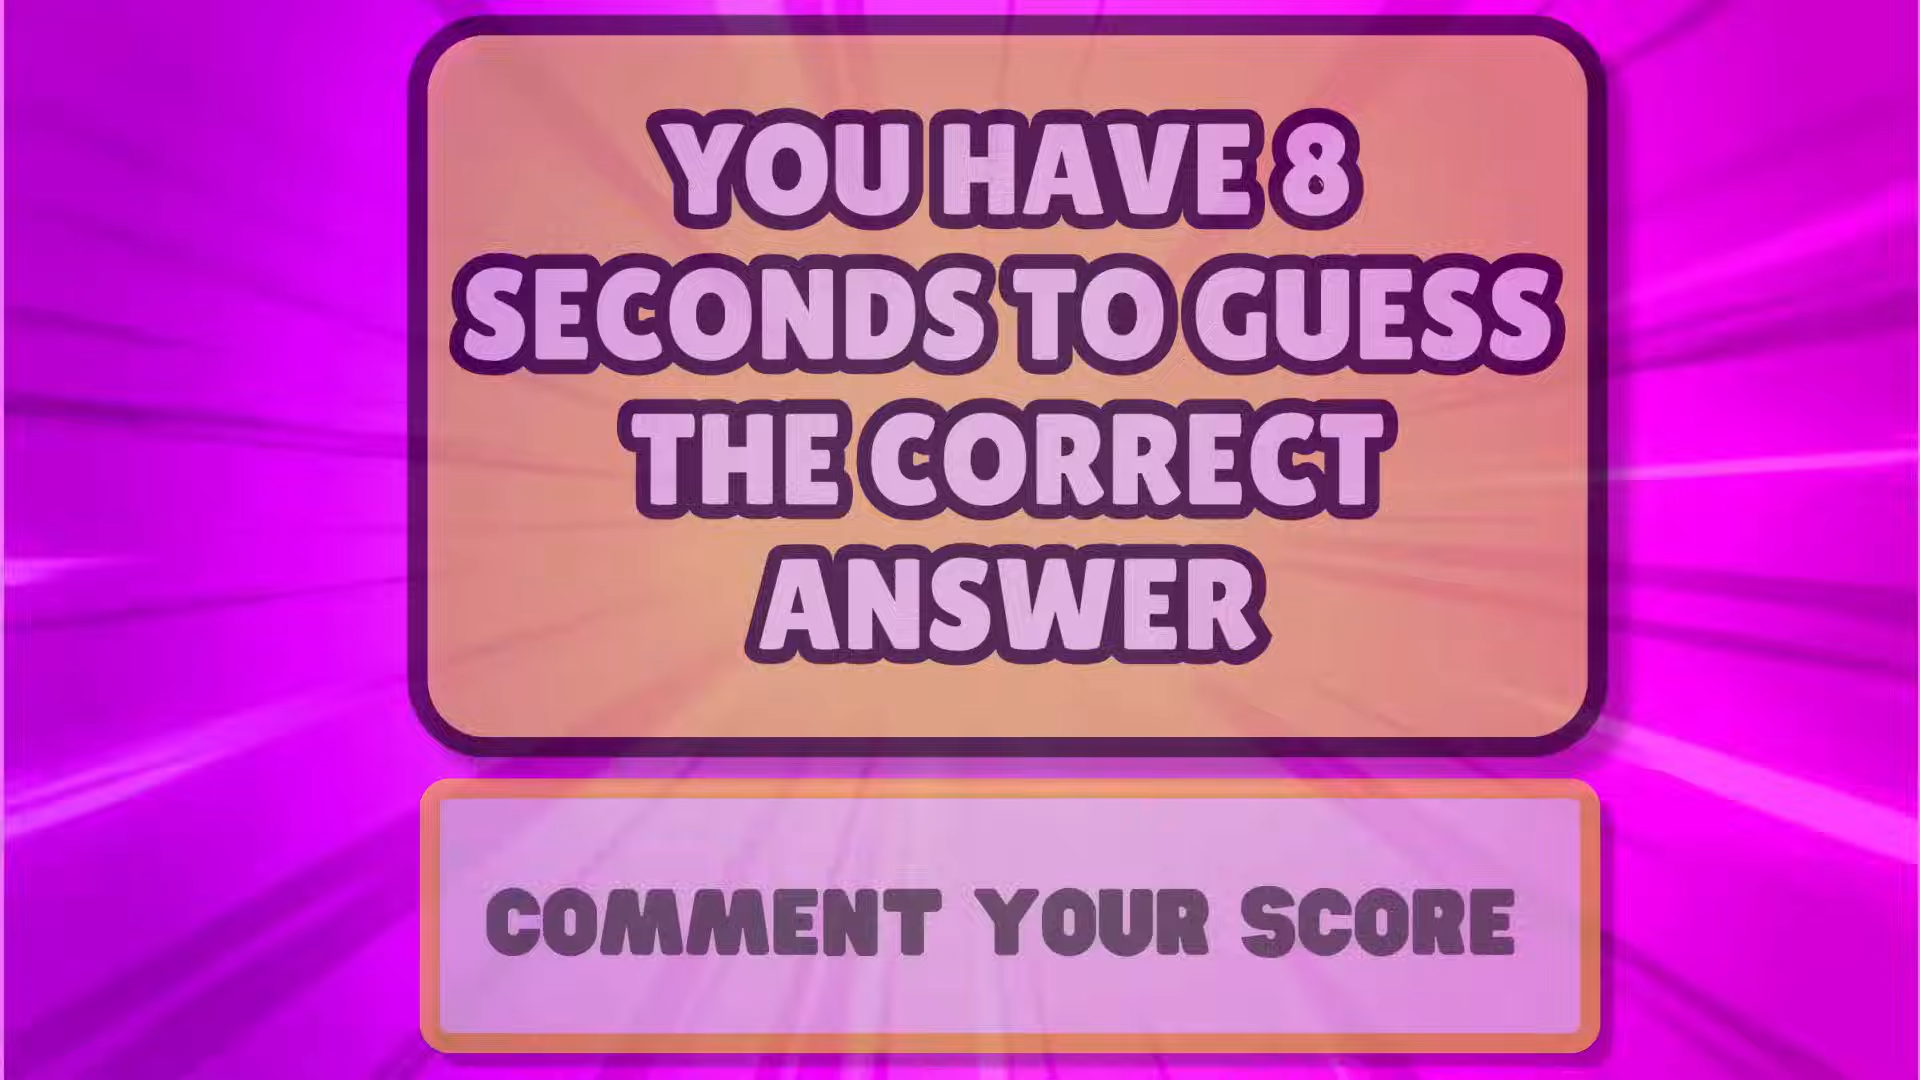 YOU HAVE 8
SECONDS TO GUESS
THE CORRECT
ANSWER
COMMENT YOUR SCORE